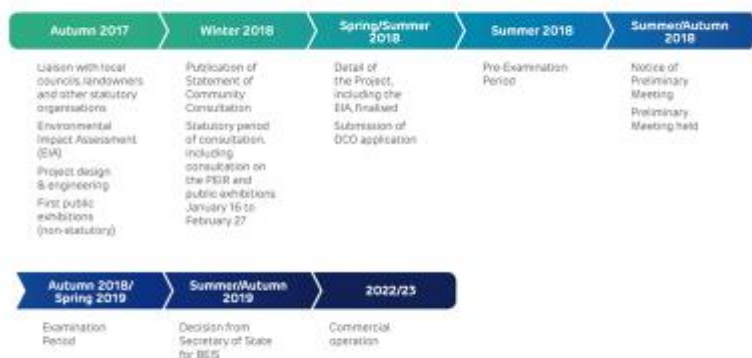 Autumn 2017
Liaison with local
councils, landowners
and other statutory
organisations
Environmental
Impact Assessment
(EIA)
Project design
& engineering
First public
exhibitions
(non-statutory)
Winter 2018
Publication of
Statement of
Community
Consultation
Statutory period
of consultation,
including
consultation on
the PEIR and
public exhibitions
January 16 to
February 27
Spring/Summer
2018
Detail of
the Project,
including the
EIA, finalised
Submission of
DCO application
Summer 2018
Pre-Examination
Period
Summer/Autumn
2018
Notice of
Preliminary
Meeting
Preliminary
Meeting held
Autumn 2018/
Spring 2019
Examination
Period
Summer/Autumn
2019
Decision from
Secretary of State
for BEIS
2022/23
Commercial
operation